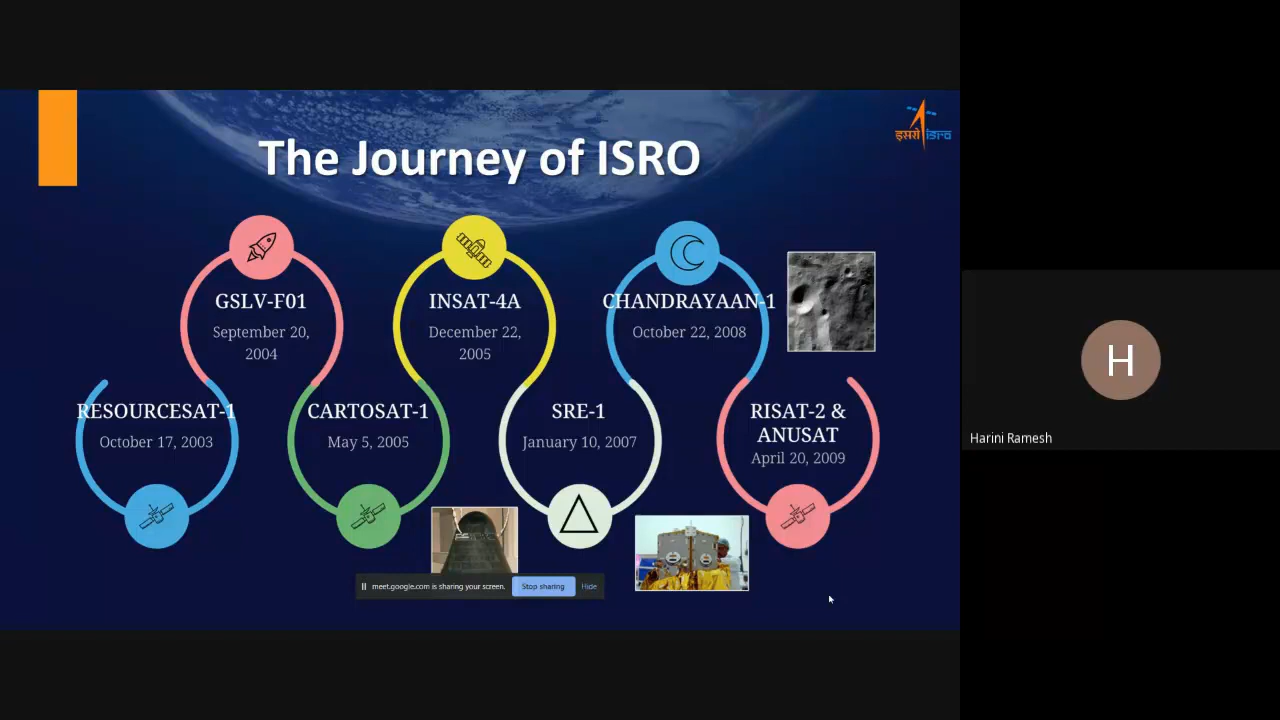 The Journey of ISRO
इसरो isro
GSLV-F01
September 20,
2004
INSAT-4A
December 22,
2005
CHANDRAYAAN-1
October 22, 2008
RESOURCESAT-1
October 17, 2003
CARTOSAT-1
May 5, 2005
SRE-1
January 10, 2007
RISAT-2 &
ANUSAT
April 20, 2009
meet.google.com is sharing your screen. Stop sharing Hide
H
Harini Ramesh